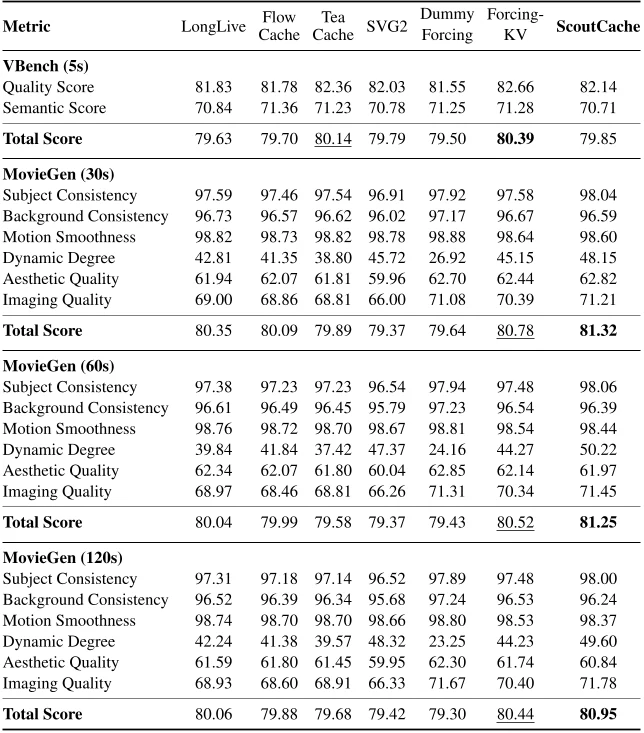 Metric LongLive Flow Cache Tea Cache SVG2 Dummy Forcing Forcing-KV ScoutCache
VBench (5s)
Quality Score 81.83 81.78 82.36 82.03 81.55 82.66 82.14
Semantic Score 70.84 71.36 71.23 70.78 71.25 71.28 70.71
Total Score 79.63 79.70 80.14 79.79 79.50 80.39 79.85
MovieGen (30s)
Subject Consistency 97.59 97.46 97.54 96.91 97.92 97.58 98.04
Background Consistency 96.73 96.57 96.62 96.02 97.17 96.67 96.59
Motion Smoothness 98.82 98.73 98.82 98.78 98.88 98.64 98.60
Dynamic Degree 42.81 41.35 38.80 45.72 26.92 45.15 48.15
Aesthetic Quality 61.94 62.07 61.81 59.96 62.70 62.44 62.82
Imaging Quality 69.00 68.86 68.81 66.00 71.08 70.39 71.21
Total Score 80.35 80.09 79.89 79.37 79.64 80.78 81.32
MovieGen (60s)
Subject Consistency 97.38 97.23 97.23 96.54 97.94 97.48 98.06
Background Consistency 96.61 96.49 96.45 95.79 97.23 96.54 96.39
Motion Smoothness 98.76 98.72 98.70 98.67 98.81 98.54 98.44
Dynamic Degree 39.84 41.84 37.42 47.37 24.16 44.27 50.22
Aesthetic Quality 62.34 62.07 61.80 60.04 62.85 62.14 61.97
Imaging Quality 68.97 68.46 68.81 66.26 71.31 70.34 71.45
Total Score 80.04 79.99 79.58 79.37 79.43 80.52 81.25
MovieGen (120s)
Subject Consistency 97.31 97.18 97.14 96.52 97.89 97.48 98.00
Background Consistency 96.52 96.39 96.34 95.68 97.24 96.53 96.24
Motion Smoothness 98.74 98.70 98.70 98.66 98.80 98.53 98.37
Dynamic Degree 42.24 41.38 39.57 48.32 23.25 44.23 49.60
Aesthetic Quality 61.59 61.80 61.45 59.95 62.30 61.74 60.84
Imaging Quality 68.93 68.60 68.91 66.33 71.67 70.40 71.78
Total Score 80.06 79.88 79.68 79.42 79.30 80.44 80.95